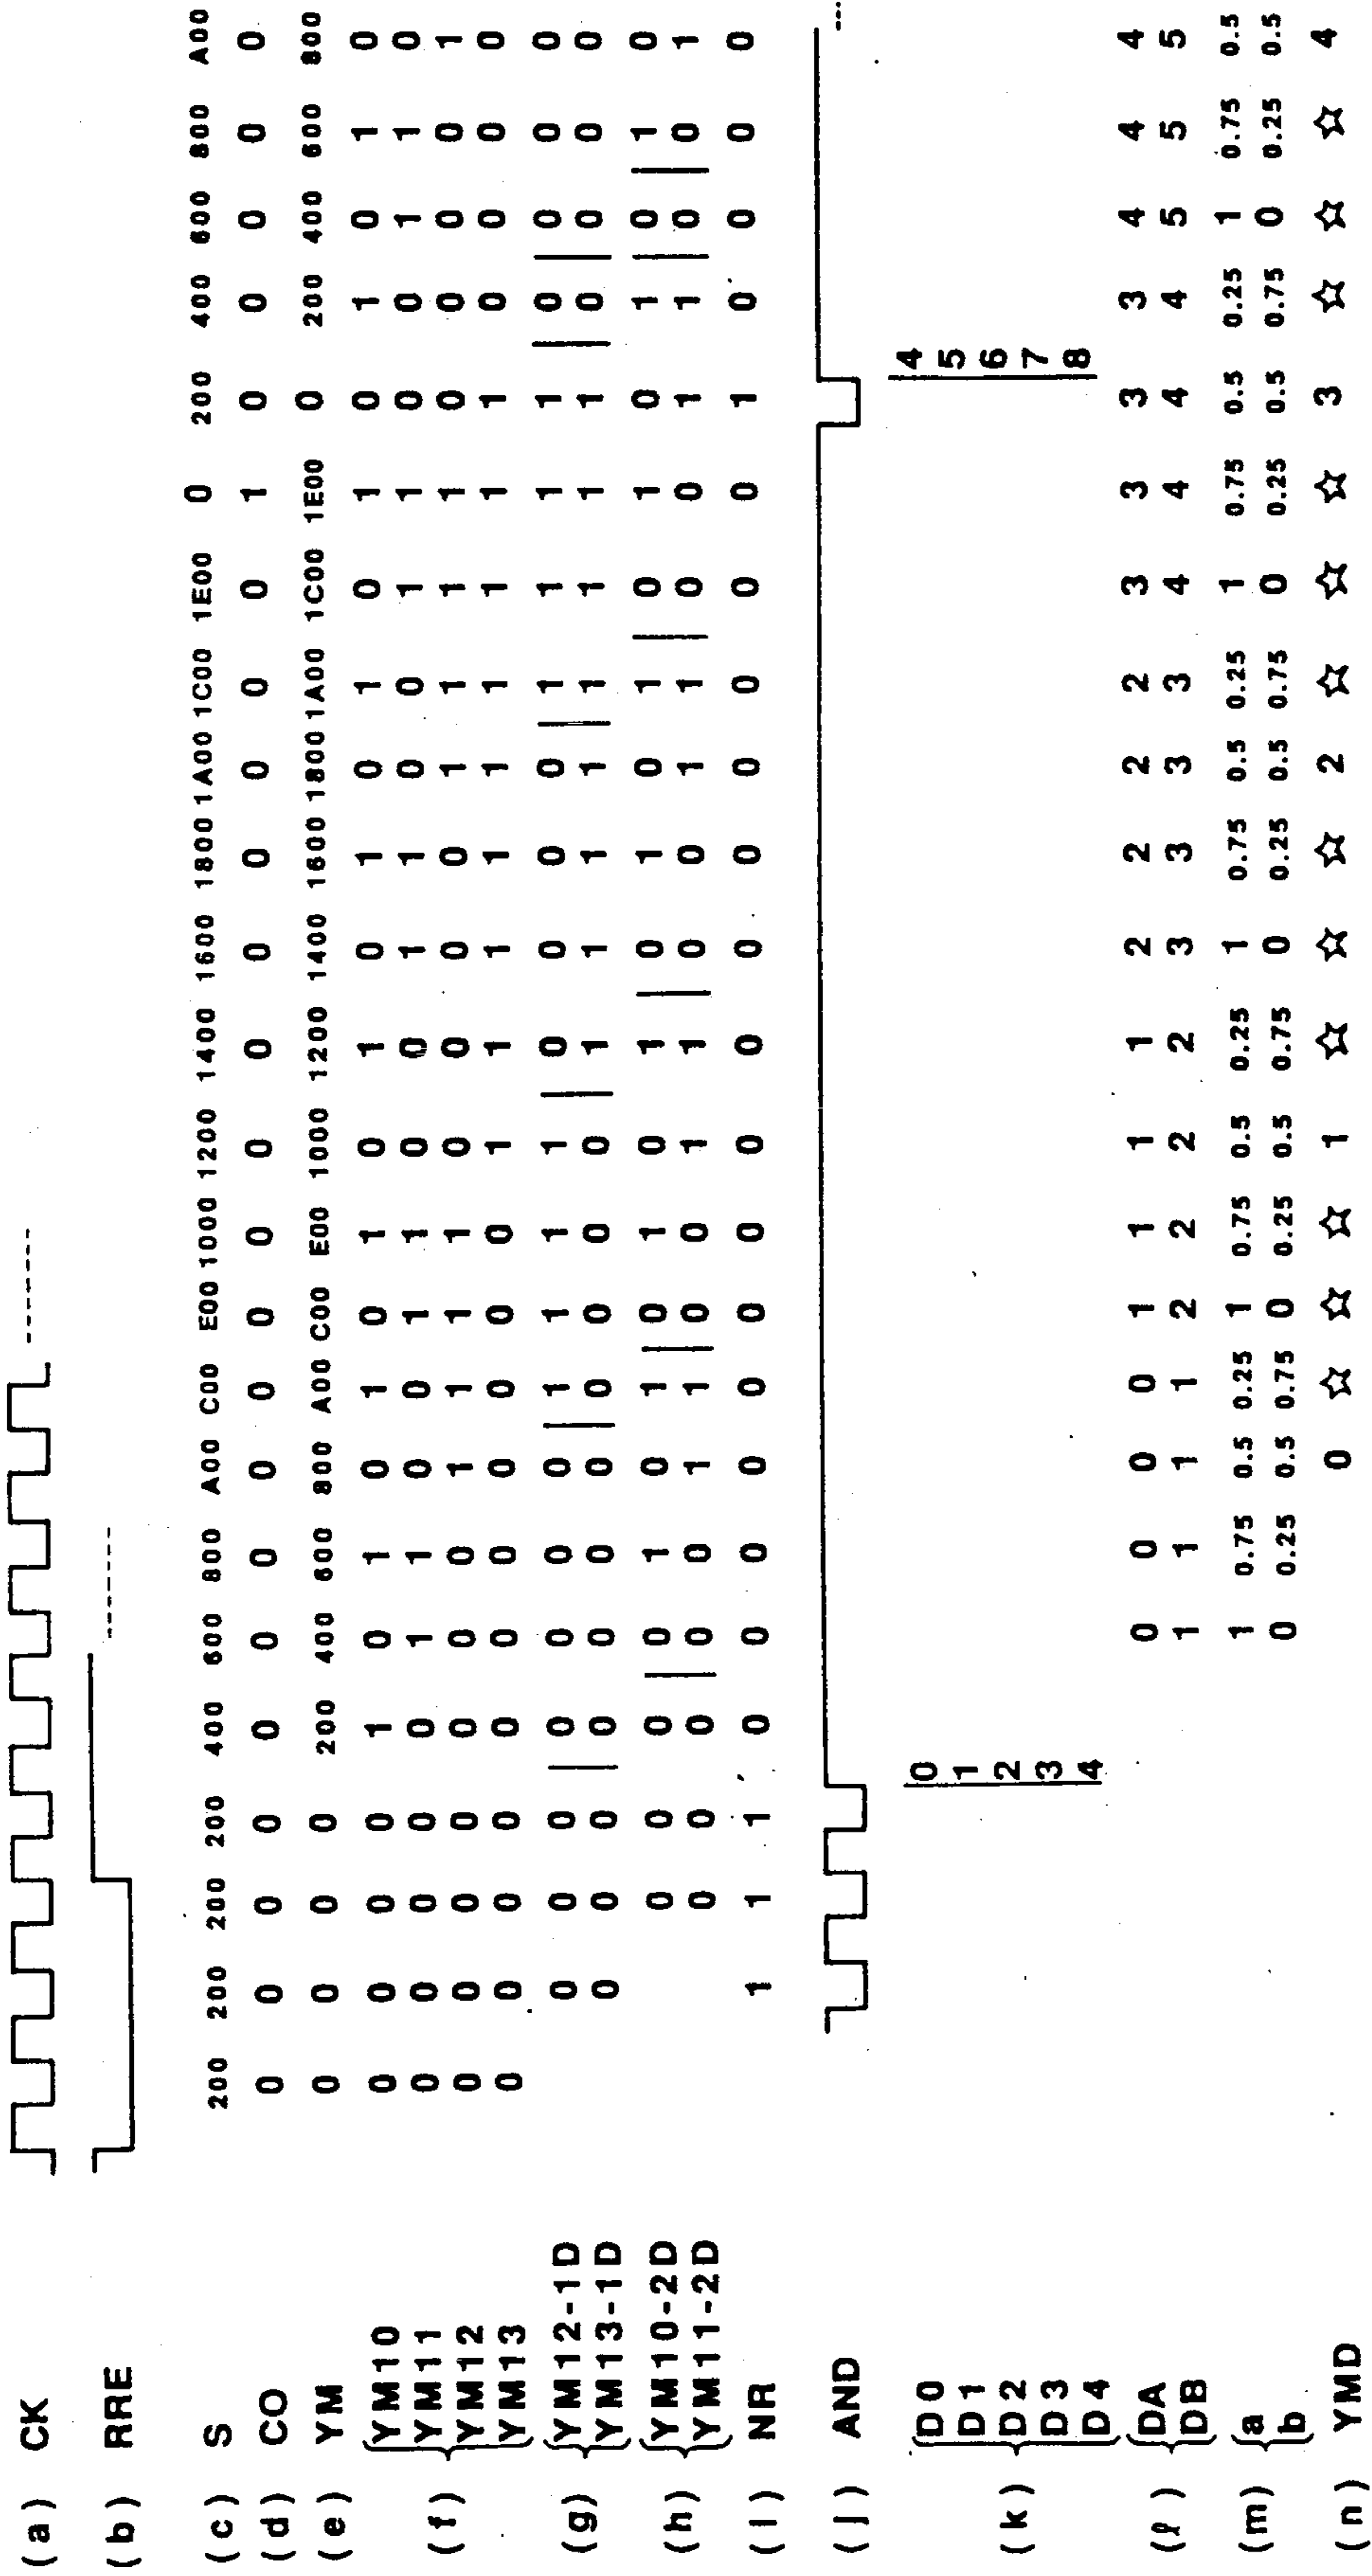 (a) CK
(b) RRE
(c) S 200 200 200 200 400 600 800 A00 C00 E00 1000 1200 1400 1600 1800 1A00 1C00 1E00 0 200 400 600 800 A00
(d) CO 0 0 0 0 0 0 0 0 0 0 0 0 0 0 0 0 0 0 1 0 0 0 0 0
(e) YM 0 0 0 0 200 400 600 800 A00 C00 E00 1000 1200 1400 1600 1800 1A00 1C00 1E00 0 200 400 600 800
(f) YM10 0 0 0 0 1 0 1 0 1 0 1 0 1 0 1 0 1 0 1 0 1 0 1 0
YM11 0 0 0 0 0 1 1 0 0 1 1 0 0 1 1 0 0 1 1 0 0 1 1 0
YM12 0 0 0 0 0 0 0 1 1 1 1 0 0 0 0 1 1 1 1 0 0 0 0 1
YM13 0 0 0 0 0 0 0 0 0 0 0 1 1 1 1 1 1 1 1 1 0 0 0 0
(g) YM12-1D 0 0 0 0 0 0 0 1 1 1 1 0 0 0 0 1 1 1 1 0 0 0 0
YM13-1D 0 0 0 0 0 0 0 0 0 0 0 1 1 1 1 1 1 1 1 0 0 0 0
(h) YM10-2D 0 0 0 0 1 0 1 0 1 0 1 0 1 0 1 0 1 0 1 0 1 0
YM11-2D 0 0 0 0 0 1 1 0 0 1 1 0 0 1 1 0 0 1 1 0 0 1
(i) NR 1 1 1 0 0 0 0 0 0 0 0 0 0 0 0 0 0 0 1 0 0 0 0
(j) AND
(k) D0 0 4
D1 1 5
D2 2 6
D3 3 7
D4 4 8
(ℓ) DA 0 0 0 0 1 1 1 1 2 2 2 2 3 3 3 3 4 4 4
DB 1 1 1 1 2 2 2 2 3 3 3 3 4 4 4 4 5 5 5
(m) a 1 0.75 0.5 0.25 1 0.75 0.5 0.25 1 0.75 0.5 0.25 1 0.75 0.5 0.25 1 0.75 0.5
b 0 0.25 0.5 0.75 0 0.25 0.5 0.75 0 0.25 0.5 0.75 0 0.25 0.5 0.75 0 0.25 0.5
(n) YMD 0 ☆ ☆ ☆ 1 ☆ ☆ ☆ 2 ☆ ☆ ☆ 3 ☆ ☆ ☆ 4